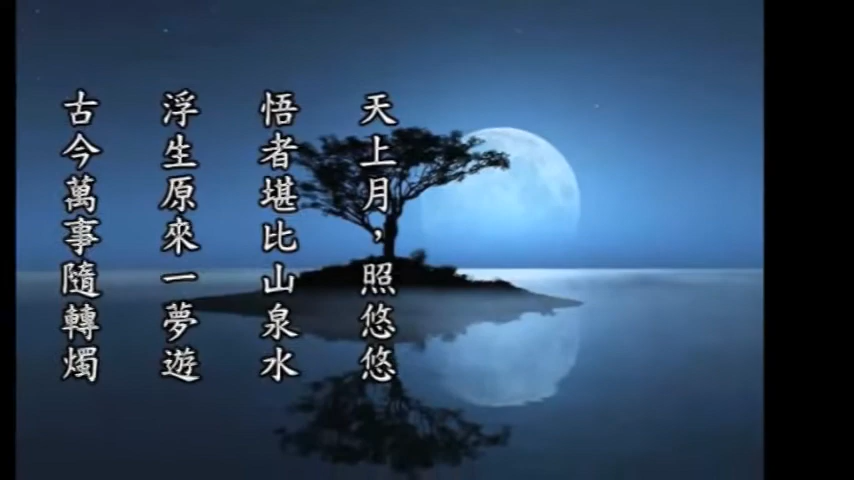 天上月，照悠悠
悟者堪比山泉水
浮生原來一夢遊
古今萬事隨轉燭